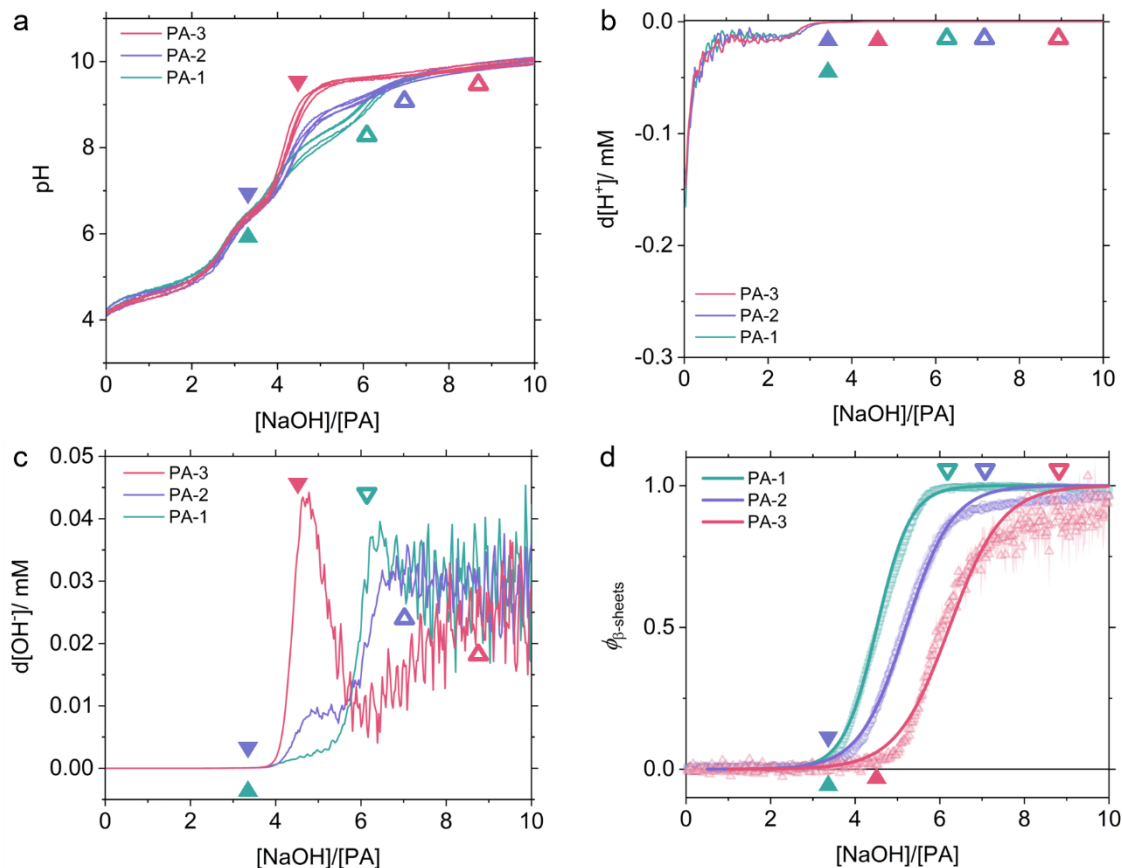 a
PA-3
PA-2
PA-1
10
8
6
4
pH
0 2 4 6 8 10
[NaOH]/[PA]
b
0.0
-0.1
-0.2
-0.3
d[H⁺]/ mM
PA-3
PA-2
PA-1
0 2 4 6 8 10
[NaOH]/[PA]
c
PA-3
PA-2
PA-1
0.05
0.04
0.03
0.02
0.01
0.00
d[OH⁻]/ mM
0 2 4 6 8 10
[NaOH]/[PA]
d
PA-1
PA-2
PA-3
1.0
0.5
0.0
ϕβ-sheets
0 2 4 6 8 10
[NaOH]/[PA]